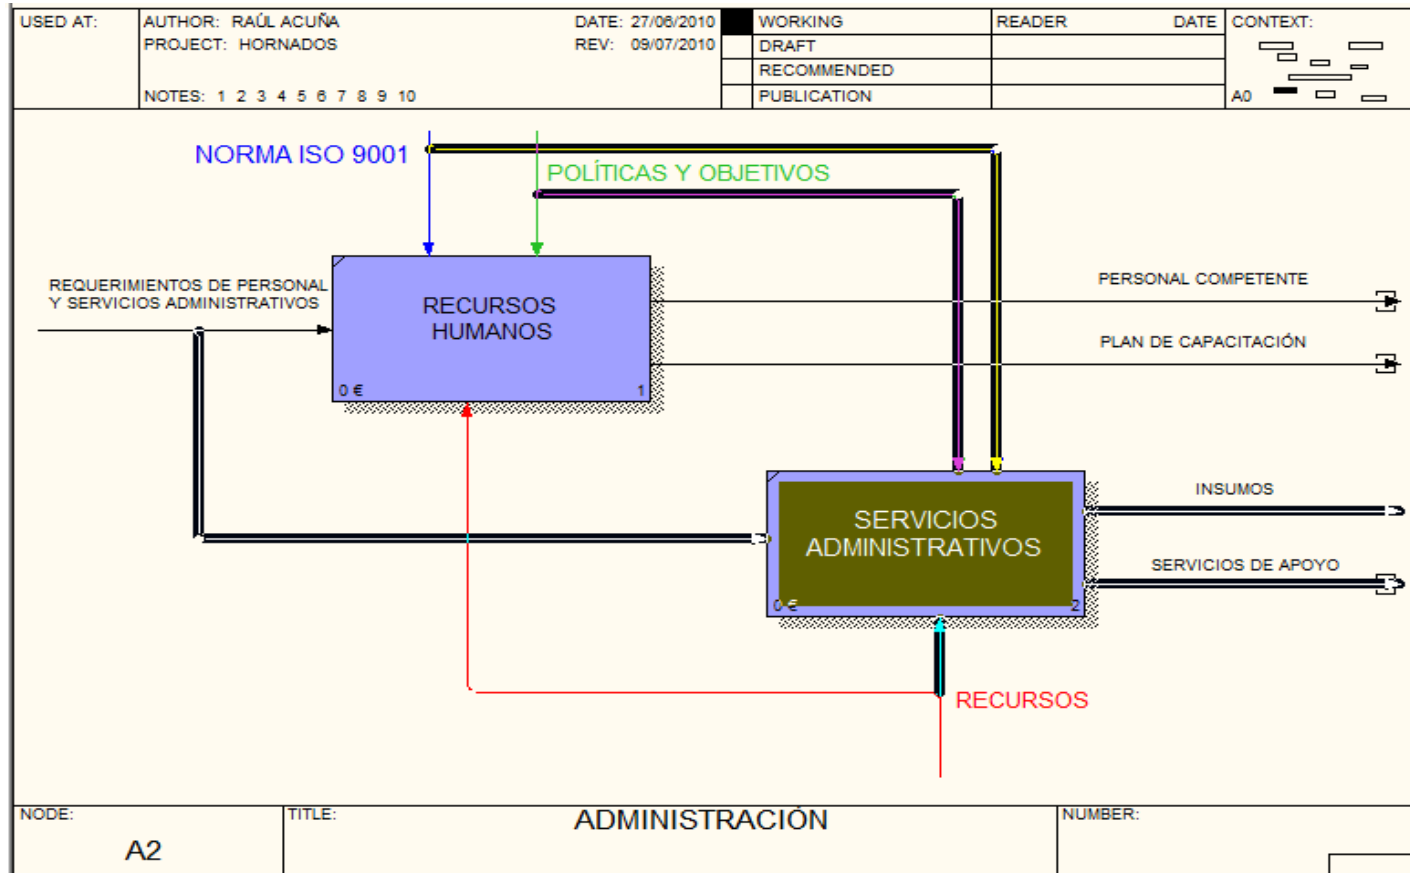 USED AT:
AUTHOR: RAÚL ACUÑA
DATE: 27/06/2010
WORKING
READER
DATE
CONTEXT:
PROJECT: HORNADOS
REV: 09/07/2010
DRAFT
RECOMMENDED
NOTES: 1 2 3 4 5 6 7 8 9 10
PUBLICATION
A0
NORMA ISO 9001
POLÍTICAS Y OBJETIVOS
REQUERIMIENTOS DE PERSONAL
Y SERVICIOS ADMINISTRATIVOS
RECURSOS
HUMANOS
0 €
1
PERSONAL COMPETENTE
PLAN DE CAPACITACIÓN
SERVICIOS
ADMINISTRATIVOS
0 €
2
INSUMOS
SERVICIOS DE APOYO
RECURSOS
NODE:
A2
TITLE:
ADMINISTRACIÓN
NUMBER: